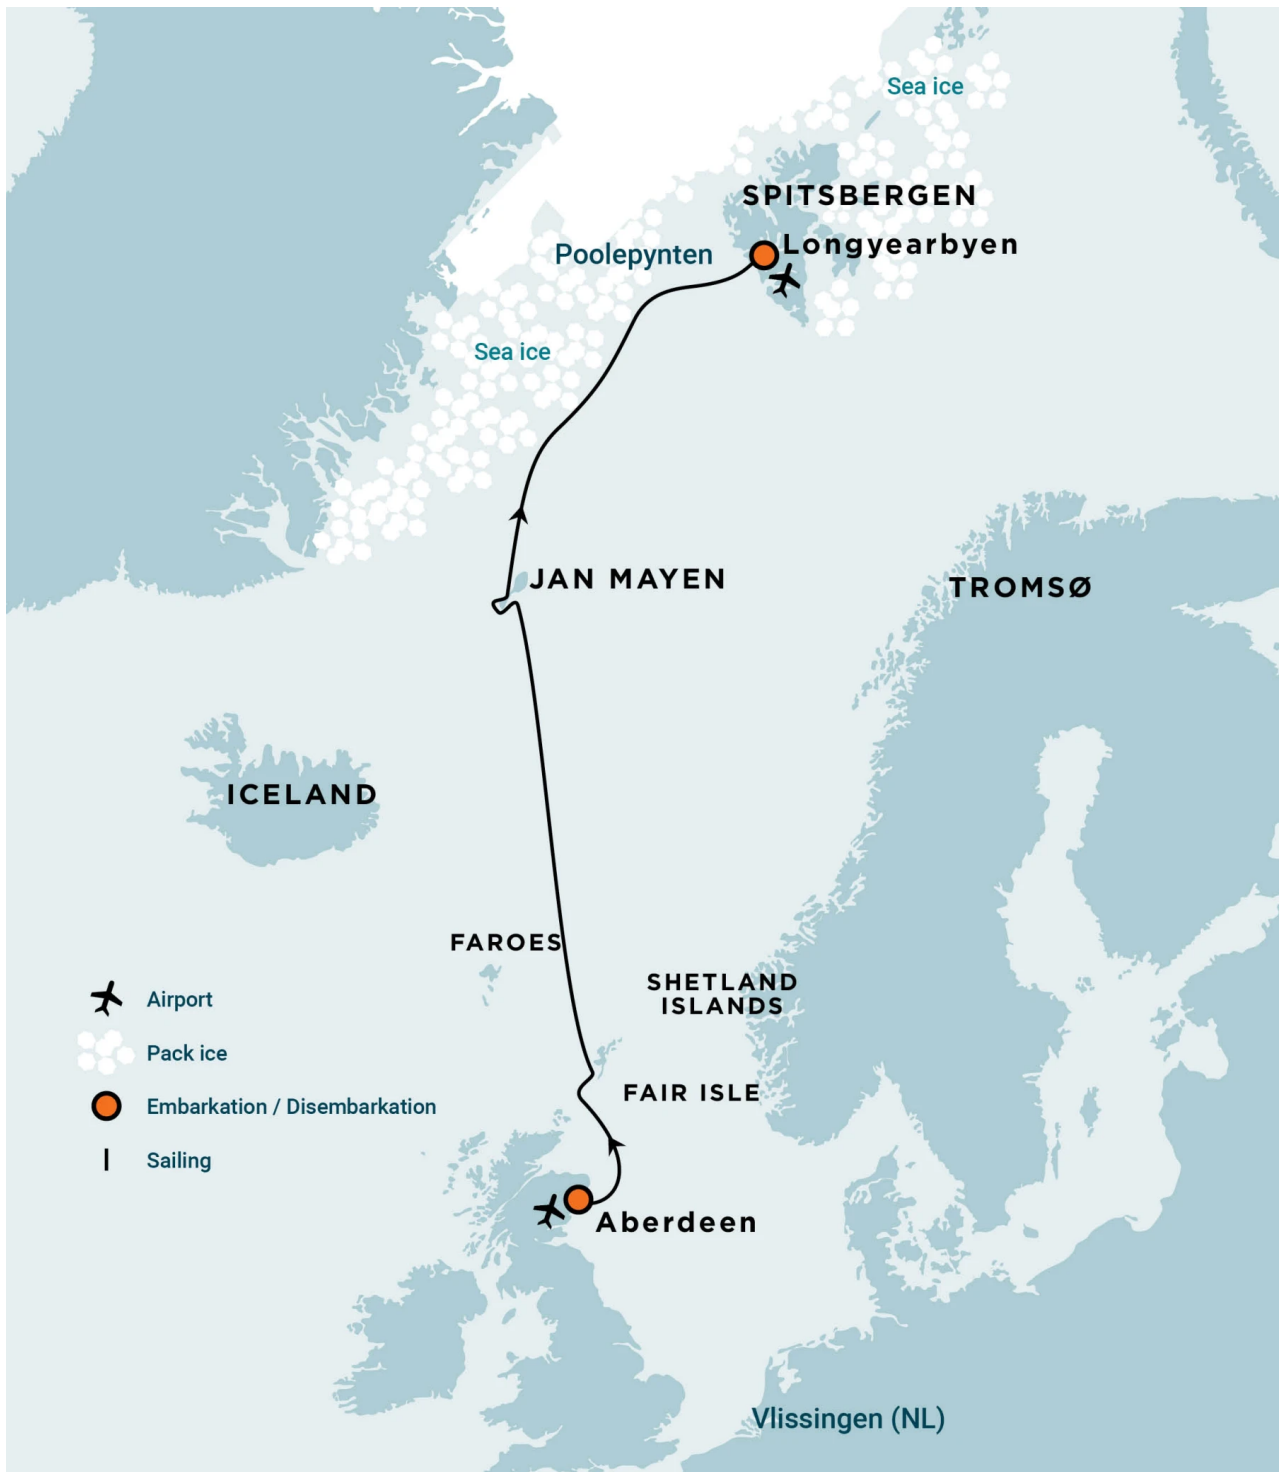 Sea ice
SPITSBERGEN
Longyearbyen
Poolepynten
Sea ice
JAN MAYEN
TROMSØ
ICELAND
FAROES
SHETLAND
ISLANDS
FAIR ISLE
Airport
Pack ice
Embarkation / Disembarkation
Sailing
Aberdeen
Vlissingen (NL)